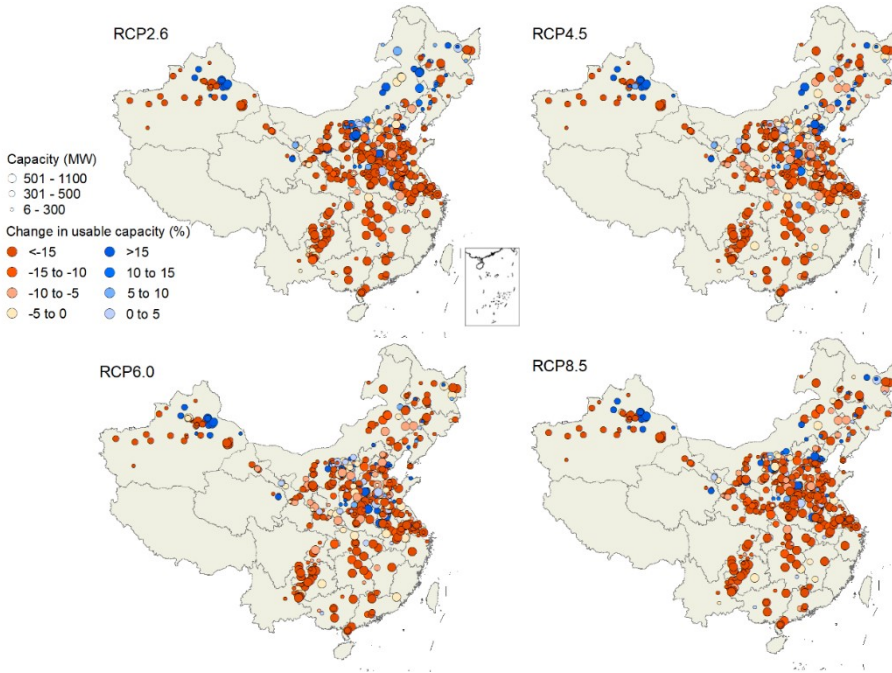 RCP2.6
RCP4.5
Capacity (MW)
501 - 1100
301 - 500
6 - 300
Change in usable capacity (%)
<-15
>15
-15 to -10
10 to 15
-10 to -5
5 to 10
-5 to 0
0 to 5
RCP6.0
RCP8.5